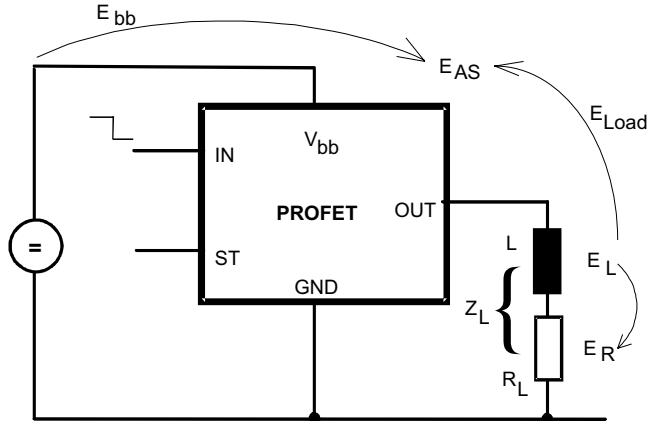 E bb
E AS
E Load
IN
V bb
PROFET
OUT
=
ST
L
E L
GND
Z L
E R
R L